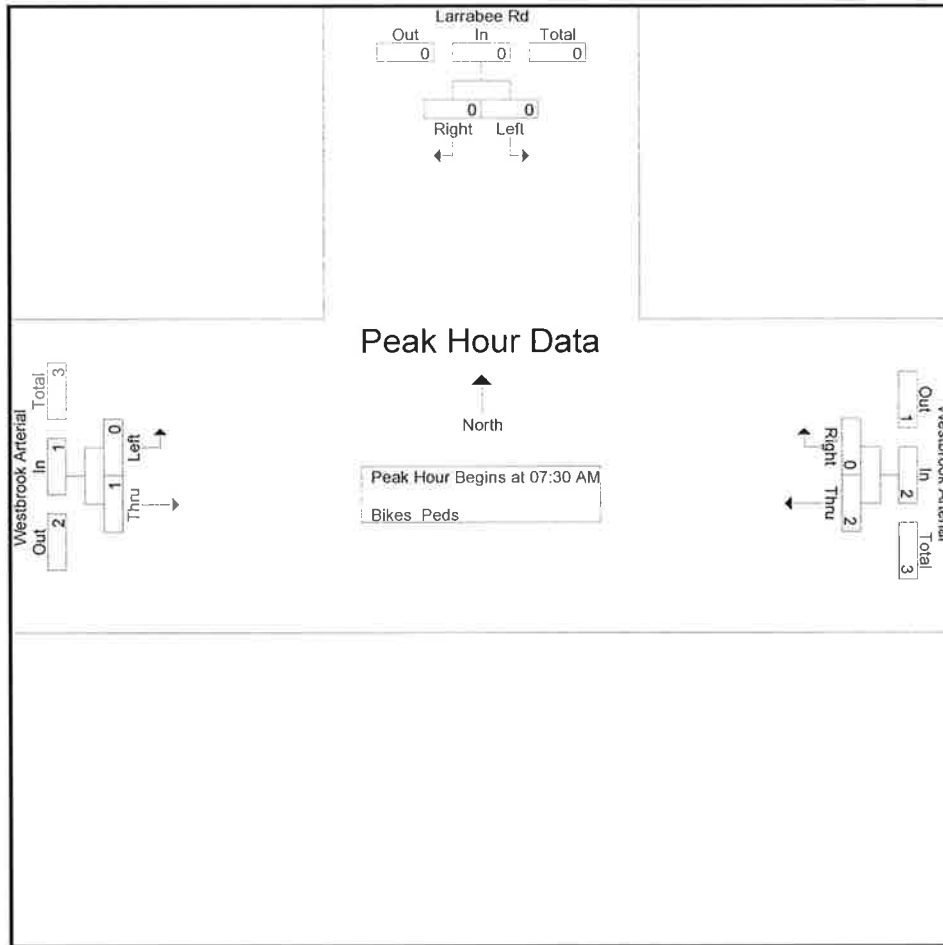 Larrabee Rd
Out In Total
0 0 0
0 0
Right Left
Peak Hour Data
North
Peak Hour Begins at 07:30 AM
Bikes Peds
Westbrook Arterial
Out In Total
2 1 3
Left Thru
0 1
Westbrook Arterial
Out In Total
1 2 3
Right Thru
0 2